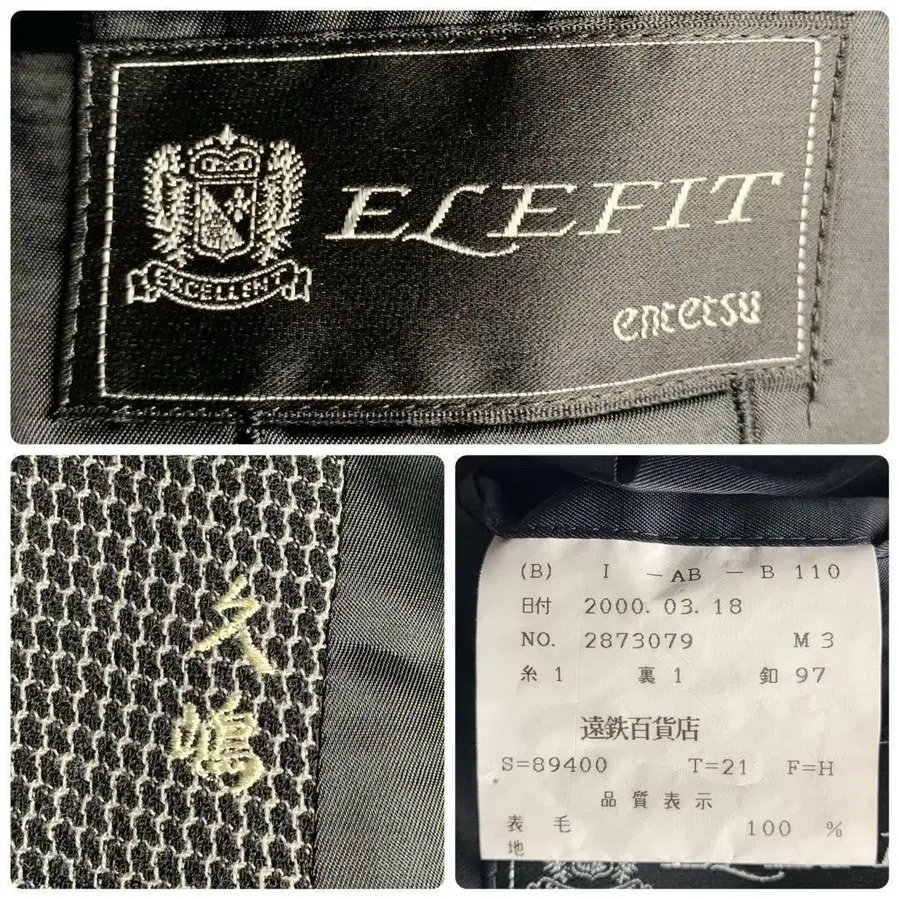 EXCELLENT
ELEFIT
entetsu
久嶋
(B) I - AB - B 110
日付 2000. 03. 18
NO. 2873079 M 3
糸 1 裏 1 釦 97
遠鉄百貨店
S=89400 T=21 F=H
品 質 表 示
表 毛 100 %
地